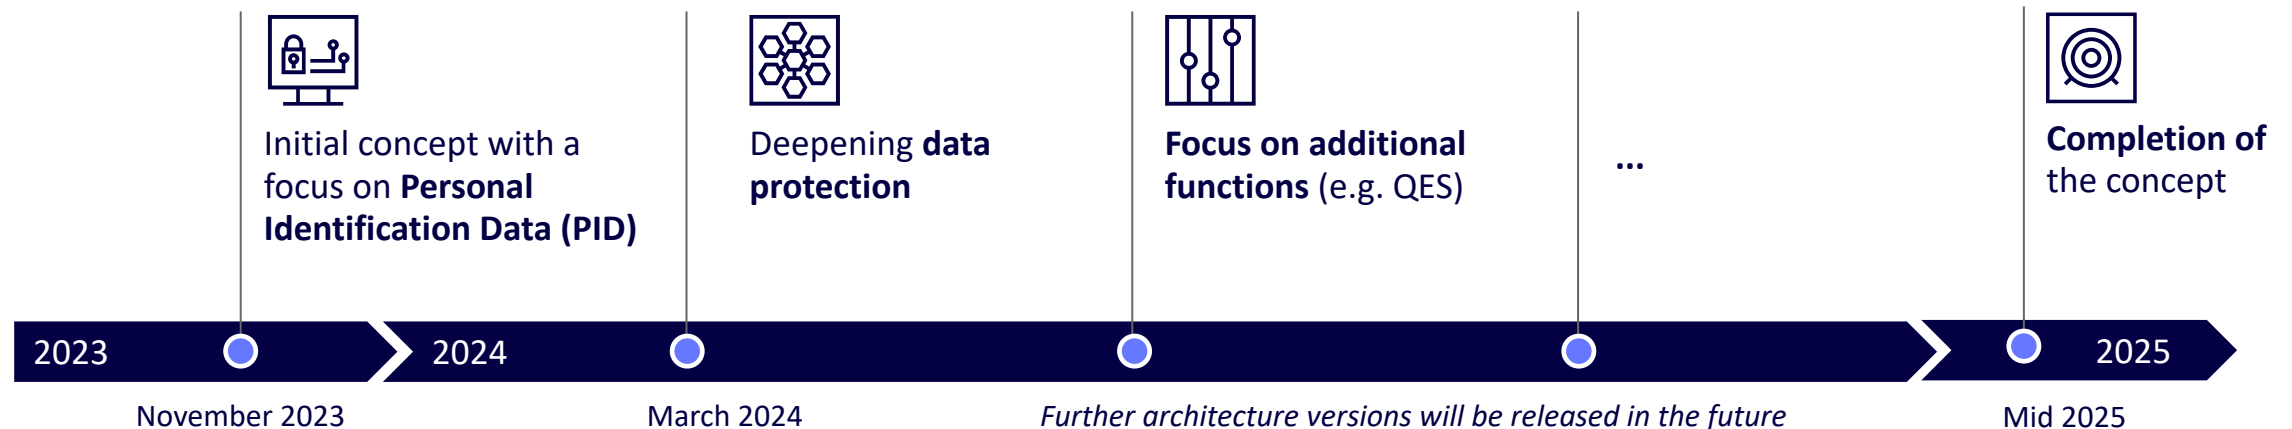 Initial concept with a
focus on Personal
Identification Data (PID)
Deepening data
protection
Focus on additional
functions (e.g. QES)
...
Completion of
the concept
2023
2024
2025
November 2023
March 2024
Further architecture versions will be released in the future
Mid 2025